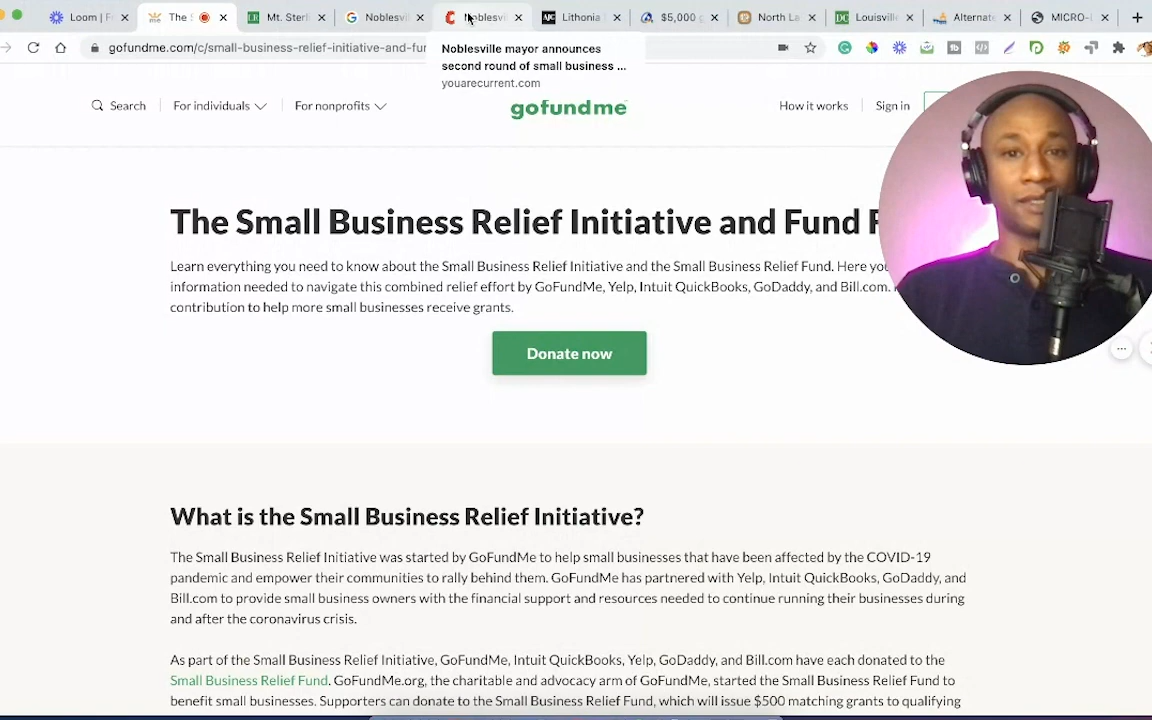 Loom | F
The S
Mt. Sterl
Noblesvil
Noblesvi
Lithonia
$5,000 g
North La
Louisville
Alternate
MICRO-L
gofundme.com/c/small-business-relief-initiative-and-fun
Noblesville mayor announces
second round of small business ...
youarecurrent.com
Search
For individuals
For nonprofits
gofundme
How it works
Sign in
The Small Business Relief Initiative and Fund F
Learn everything you need to know about the Small Business Relief Initiative and the Small Business Relief Fund. Here you
information needed to navigate this combined relief effort by GoFundMe, Yelp, Intuit QuickBooks, GoDaddy, and Bill.com.
contribution to help more small businesses receive grants.
Donate now
What is the Small Business Relief Initiative?
The Small Business Relief Initiative was started by GoFundMe to help small businesses that have been affected by the COVID-19
pandemic and empower their communities to rally behind them. GoFundMe has partnered with Yelp, Intuit QuickBooks, GoDaddy, and
Bill.com to provide small business owners with the financial support and resources needed to continue running their businesses during
and after the coronavirus crisis.
As part of the Small Business Relief Initiative, GoFundMe, Intuit QuickBooks, Yelp, GoDaddy, and Bill.com have each donated to the
Small Business Relief Fund. GoFundMe.org, the charitable and advocacy arm of GoFundMe, started the Small Business Relief Fund to
benefit small businesses. Supporters can donate to the Small Business Relief Fund, which will issue $500 matching grants to qualifying